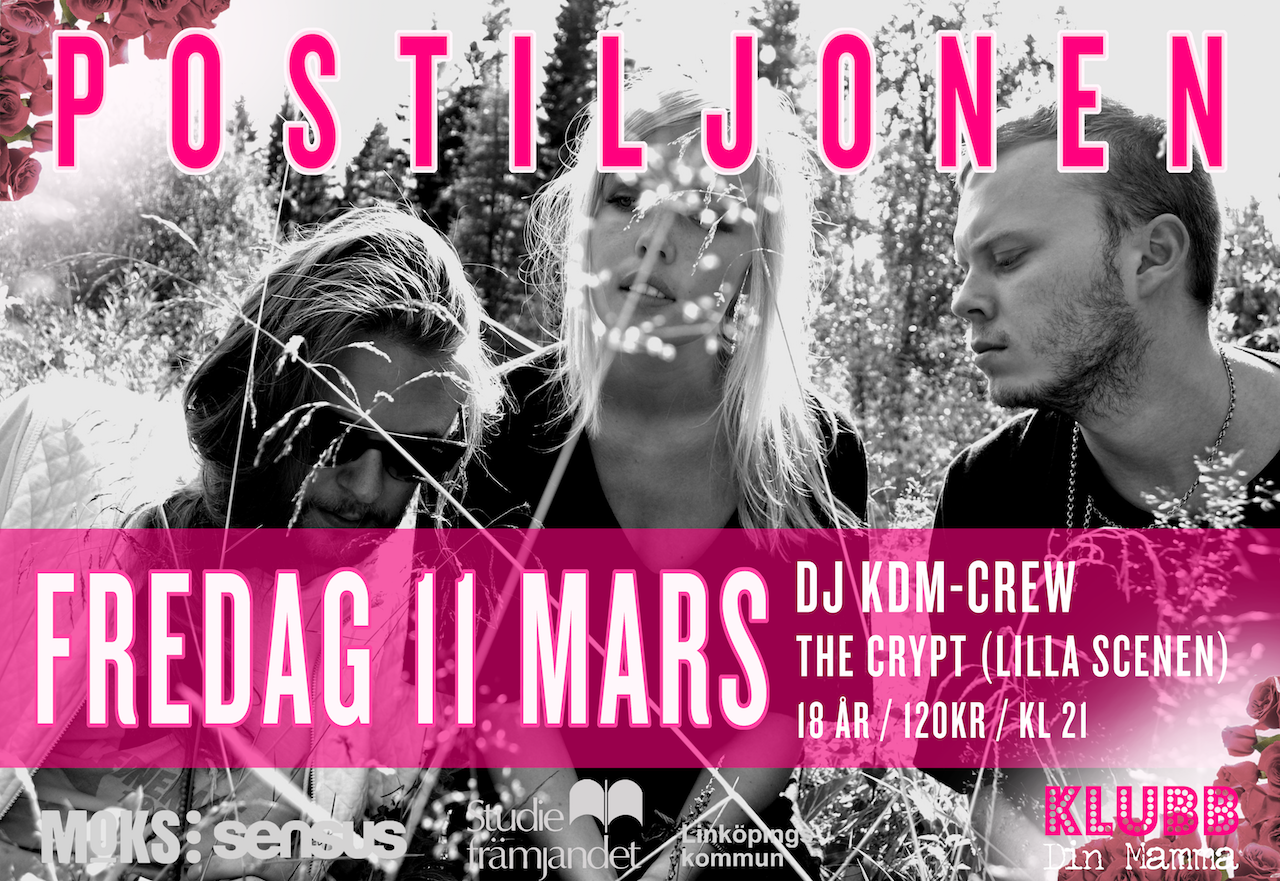 POSTILJONEN
FREDAG 11 MARS
DJ KDM-CREW
THE CRYPT (LILLA SCENEN)
18 ÅR / 120KR / KL 21
MOKS: sensus
Studie
främjandet
Linköpings
kommun
KLUBB
Din Mamma